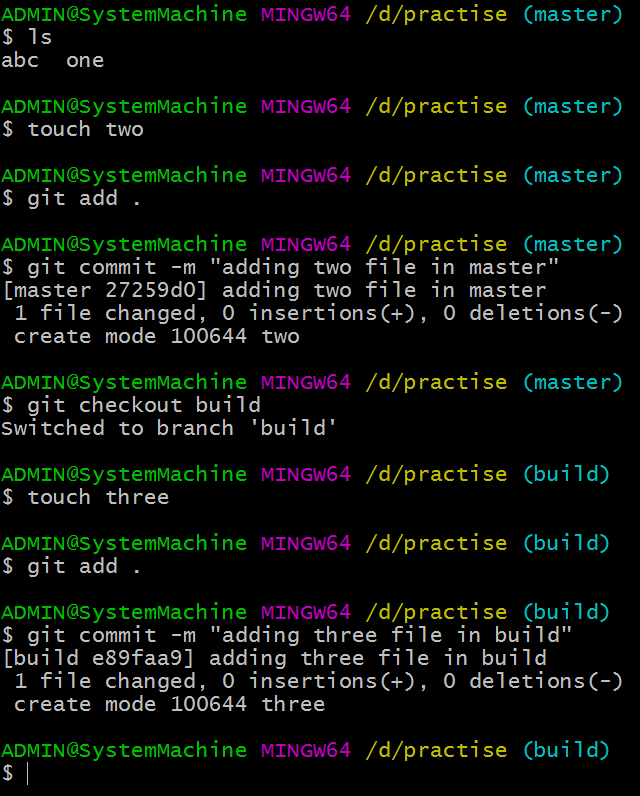 ADMIN@SystemMachine MINGW64 /d/practise (master)
$ ls
abc  one
ADMIN@SystemMachine MINGW64 /d/practise (master)
$ touch two
ADMIN@SystemMachine MINGW64 /d/practise (master)
$ git add .
ADMIN@SystemMachine MINGW64 /d/practise (master)
$ git commit -m "adding two file in master"
[master 27259d0] adding two file in master
 1 file changed, 0 insertions(+), 0 deletions(-)
 create mode 100644 two
ADMIN@SystemMachine MINGW64 /d/practise (master)
$ git checkout build
Switched to branch 'build'
ADMIN@SystemMachine MINGW64 /d/practise (build)
$ touch three
ADMIN@SystemMachine MINGW64 /d/practise (build)
$ git add .
ADMIN@SystemMachine MINGW64 /d/practise (build)
$ git commit -m "adding three file in build"
[build e89faa9] adding three file in build
 1 file changed, 0 insertions(+), 0 deletions(-)
 create mode 100644 three
ADMIN@SystemMachine MINGW64 /d/practise (build)
$